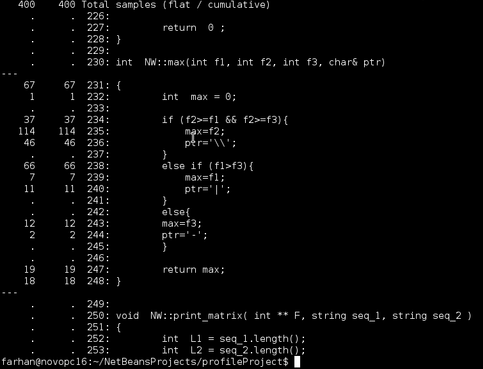 400 400 Total samples (flat / cumulative)
. . 226:
. . 227: return 0 ;
. . 228: }
. . 229:
. . 230: int NW::max(int f1, int f2, int f3, char& ptr)
---
67 67 231: {
1 1 232: int max = 0;
. . 233:
37 37 234: if (f2>=f1 && f2>=f3){
114 114 235: max=f2;
46 46 236: ptr='\\';
. . 237: }
66 66 238: else if (f1>f3){
7 7 239: max=f1;
11 11 240: ptr='|';
. . 241: }
. . 242: else{
12 12 243: max=f3;
2 2 244: ptr='-';
. . 245: }
. . 246:
19 19 247: return max;
18 18 248: }
---
. . 249:
. . 250: void NW::print_matrix( int ** F, string seq_1, string seq_2 )
. . 251: {
. . 252: int L1 = seq_1.length();
. . 253: int L2 = seq_2.length();
farhan@novopc16:~/NetBeansProjects/profileProject$